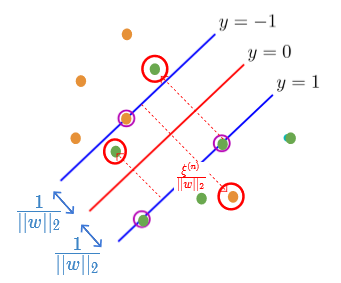 y = −1
y = 0
y = 1
ξ^(n) / ||w||₂
1 / ||w||₂
1 / ||w||₂